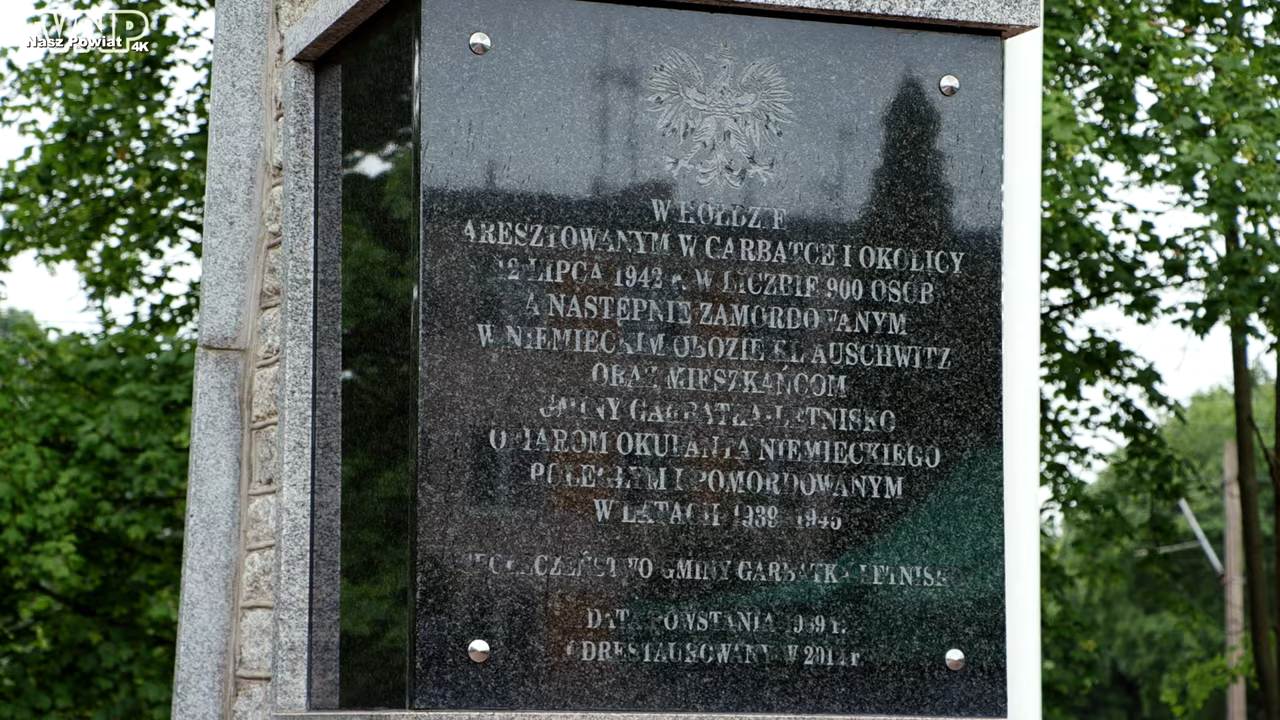 WNP
Nasz Powiat 4K
W HOŁDZIE
ARESZTOWANYM W GARBATCE I OKOLICY
12 LIPCA 1942 r. W LICZBIE 900 OSÓB
A NASTĘPNIE ZAMORDOWANYM
W NIEMIECKIM OBOZIE KL AUSCHWITZ
ORAZ MIESZKAŃCOM
GMINY GARBATKA-LETNISKO
OFIAROM OKUPANTA NIEMIECKIEGO
POLEGŁYM I POMORDOWANYM
W LATACH 1939-1945
SPOŁECZEŃSTWO GMINY GARBATKA LETNISKO
DATA POWSTANIA 1969 r.
ODRESTAUROWANY W 2014 r